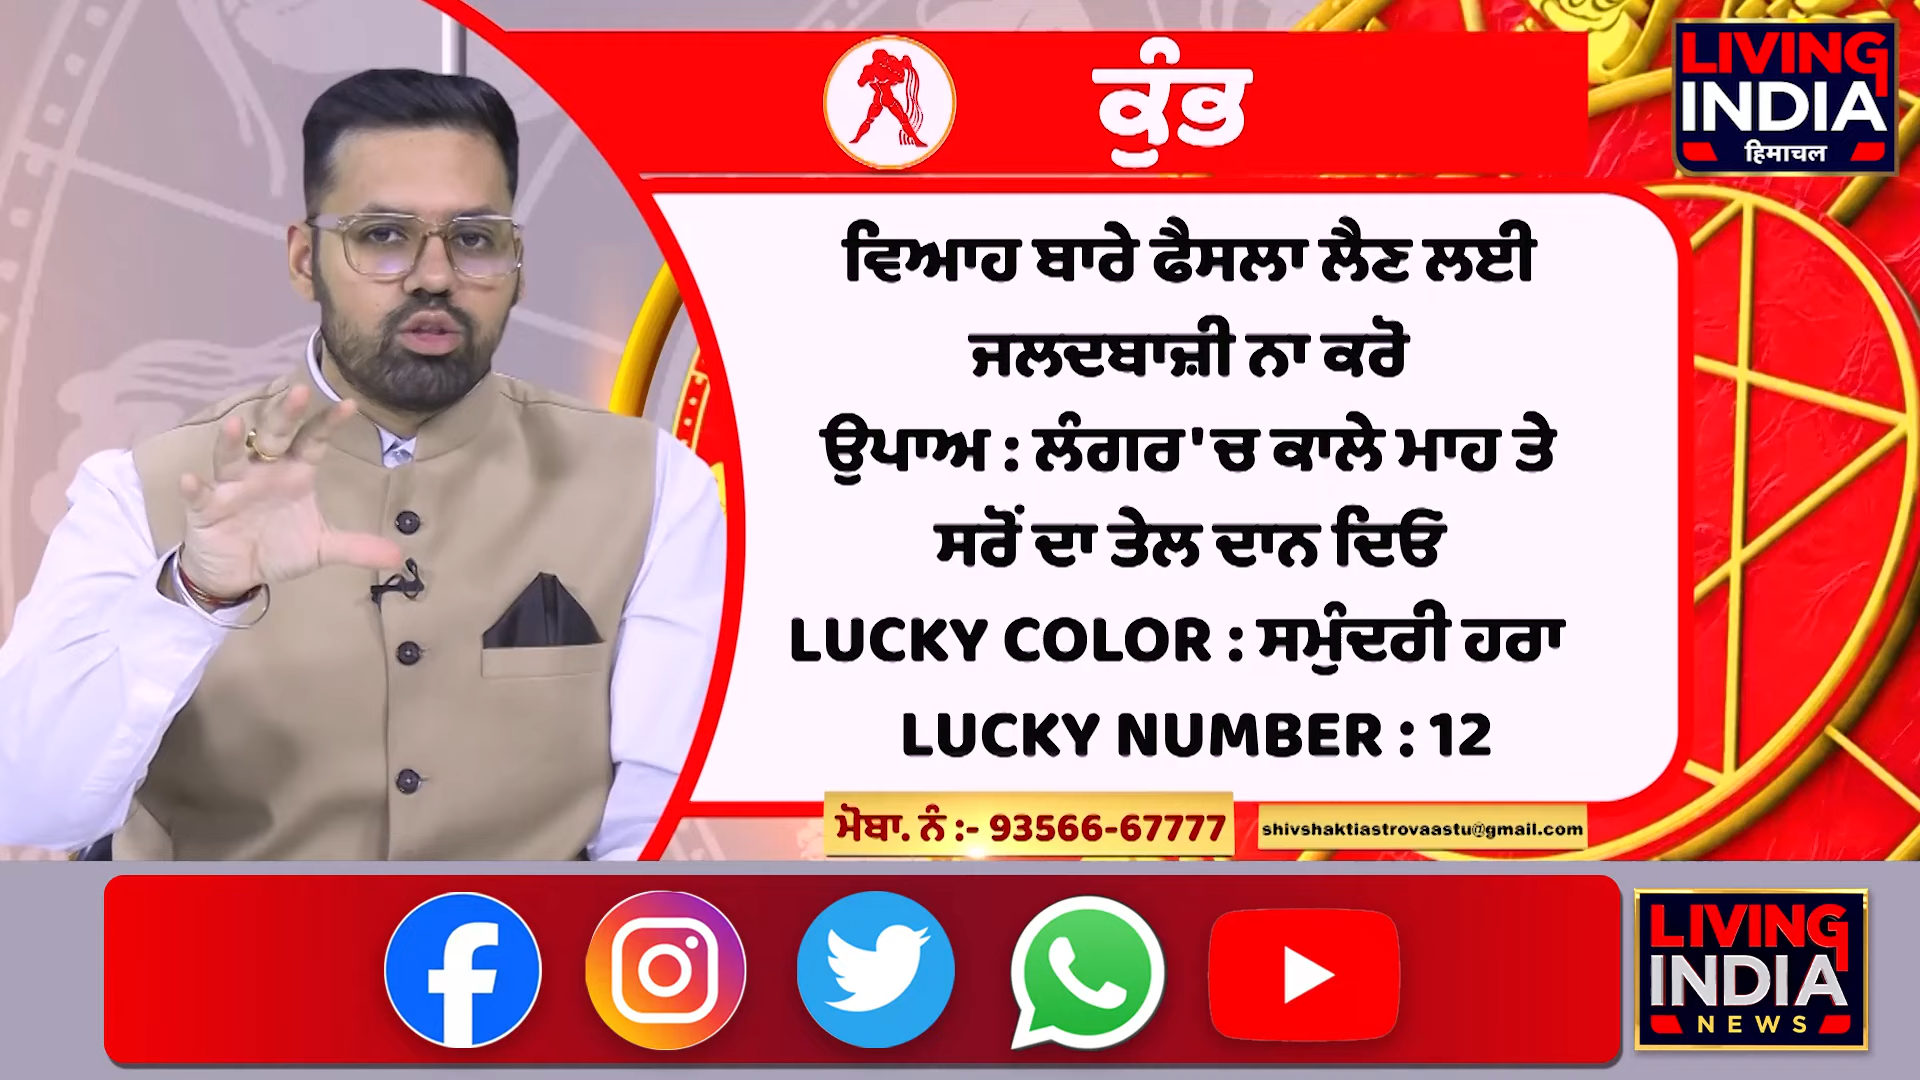 ਕੁੰਭ
LIVING
INDIA
हिमाचल
ਵਿਆਹ ਬਾਰੇ ਫੈਸਲਾ ਲੈਣ ਲਈ
ਜਲਦਬਾਜ਼ੀ ਨਾ ਕਰੋ
ਉਪਾਅ : ਲੰਗਰ'ਚ ਕਾਲੇ ਮਾਹ ਤੇ
ਸਰੋਂ ਦਾ ਤੇਲ ਦਾਨ ਦਿਓ
LUCKY COLOR : ਸਮੁੰਦਰੀ ਹਰਾ
LUCKY NUMBER : 12
ਮੋਬਾ. ਨੰ :- 93566-67777
shivshaktiastrovaastu@gmail.com
LIVING
INDIA
NEWS